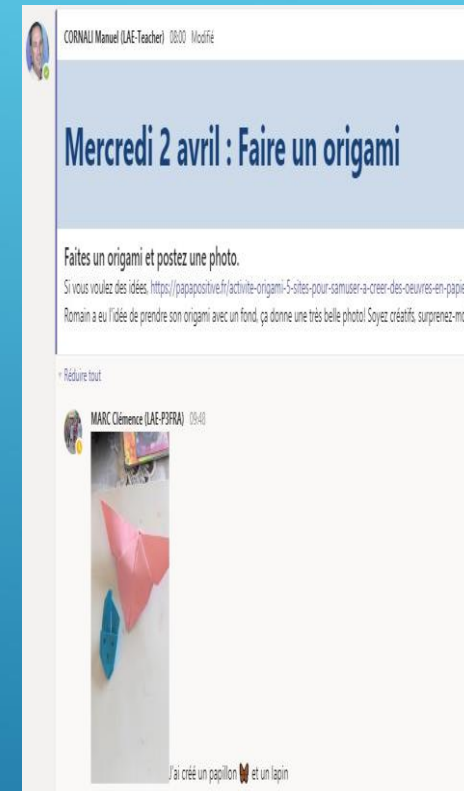 CORNALI Manuel (LAE-Teacher) 08:00 Modifié
Mercredi 2 avril : Faire un origami
Faites un origami et postez une photo.
Si vous voulez des idées, https://papapositive.fr/activite-origami-5-sites-pour-samuser-a-creer-des-oeuvres-en-papie
Romain a eu l'idée de prendre son origami avec un fond, ça donne une très belle photo! Soyez créatifs, surprenez-mo
Réduire tout
MARC Clémence (LAE-P3FRA) 09:48
J'ai créé un papillon 🦋 et un lapin